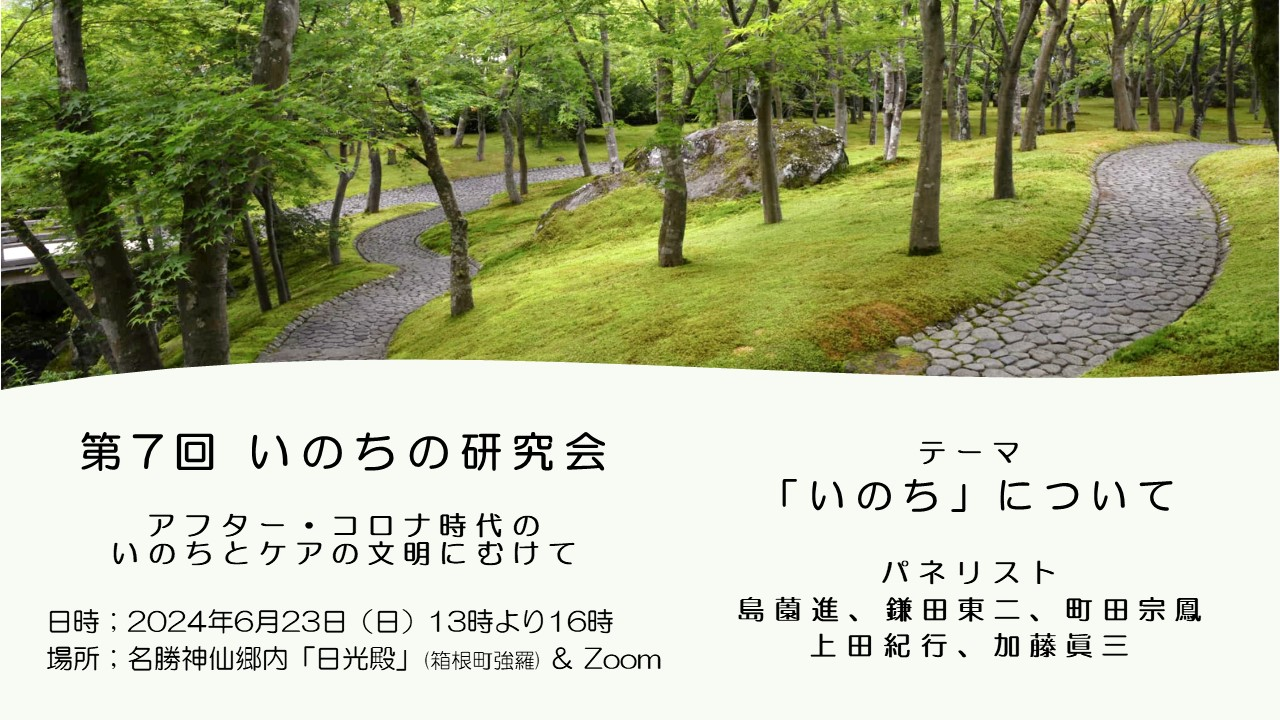 第7回 いのちの研究会
アフター・コロナ時代の
いのちとケアの文明にむけて
日時；2024年6月23日（日）13時より16時
場所；名勝神仙郷内「日光殿」(箱根町強羅) & Zoom
テーマ
「いのち」について
パネリスト
島薗進、鎌田東二、町田宗鳳
上田紀行、加藤眞三